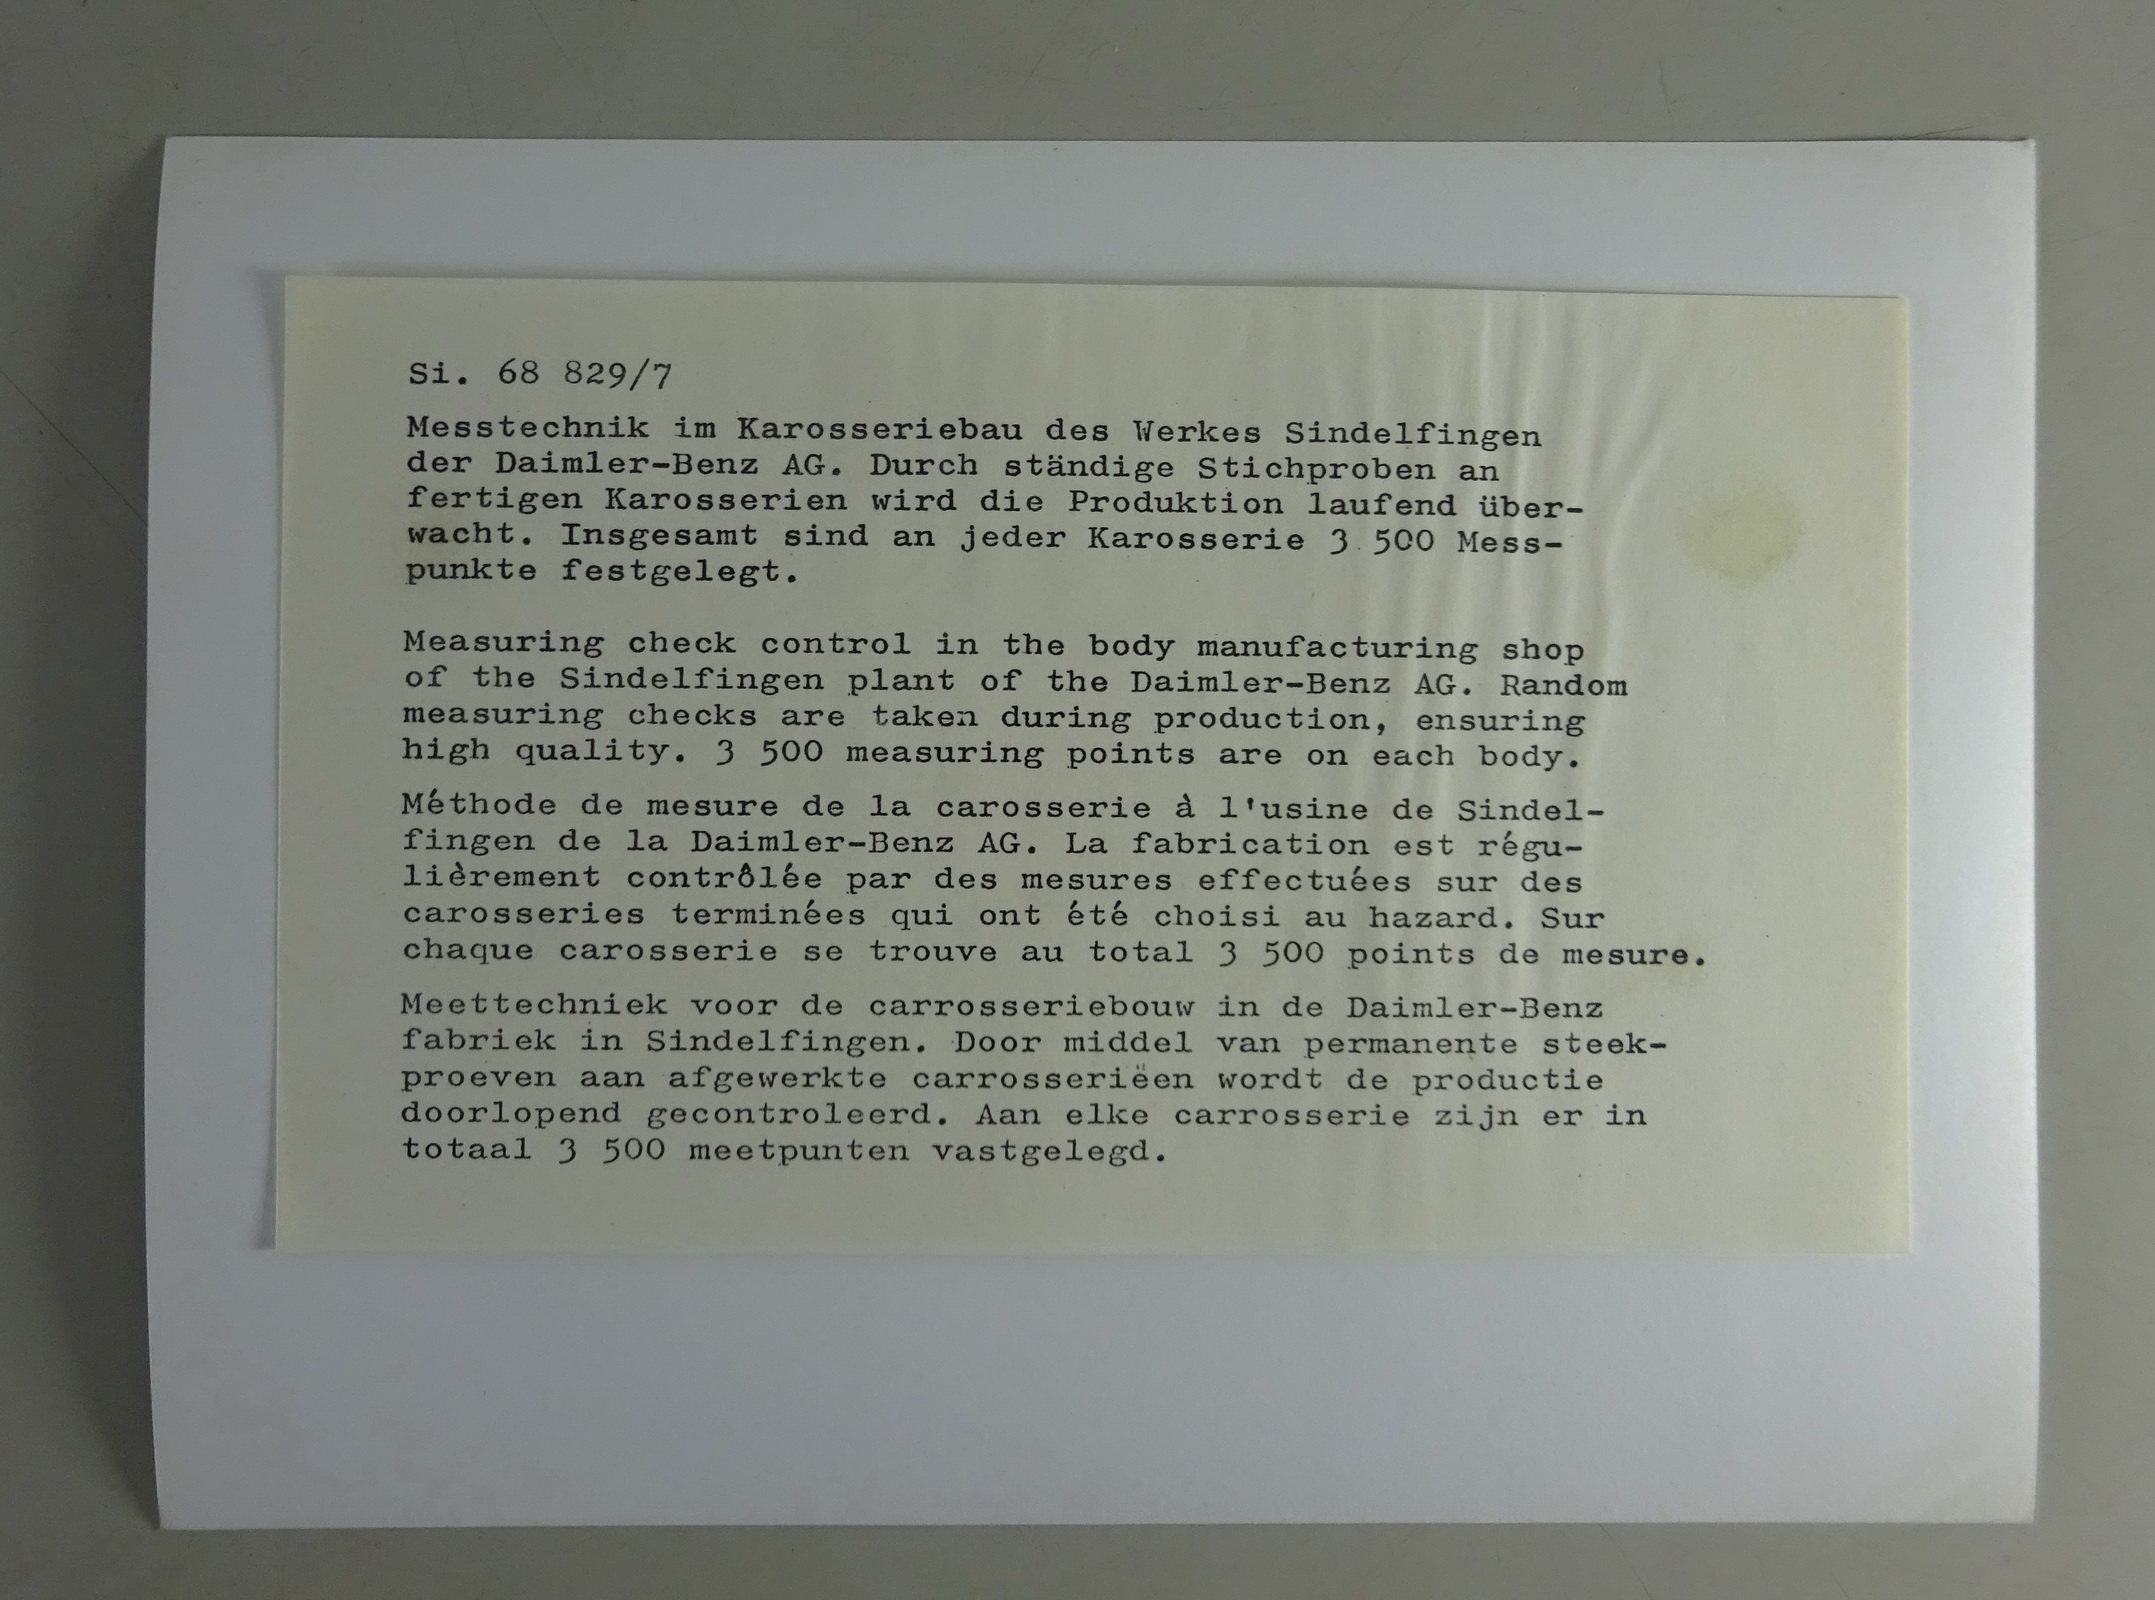 Si. 68 829/7
Messtechnik im Karosseriebau des Werkes Sindelfingen
der Daimler-Benz AG. Durch ständige Stichproben an
fertigen Karosserien wird die Produktion laufend über-
wacht. Insgesamt sind an jeder Karosserie 3 500 Mess-
punkte festgelegt.
Measuring check control in the body manufacturing shop
of the Sindelfingen plant of the Daimler-Benz AG. Random
measuring checks are taken during production, ensuring
high quality. 3 500 measuring points are on each body.
Méthode de mesure de la carosserie à l'usine de Sindel-
fingen de la Daimler-Benz AG. La fabrication est régu-
lièrement contrôlée par des mesures effectuées sur des
carosseries terminées qui ont été choisi au hazard. Sur
chaque carosserie se trouve au total 3 500 points de mesure.
Meettechniek voor de carrosseriebouw in de Daimler-Benz
fabriek in Sindelfingen. Door middel van permanente steek-
proeven aan afgewerkte carrosserieën wordt de productie
doorlopend gecontroleerd. Aan elke carrosserie zijn er in
totaal 3 500 meetpunten vastgelegd.